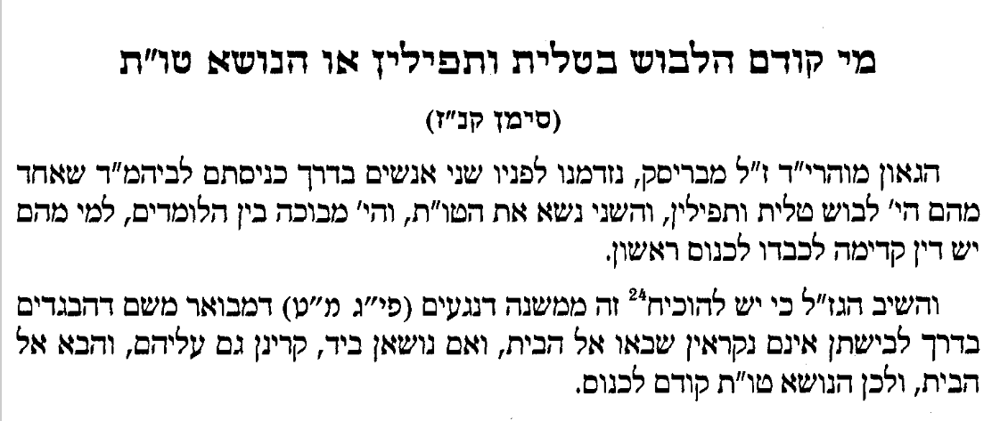 מי קודם הלבוש בטלית ותפילין או הנושא טו"ת
(סימן קנ"ז)
הגאון מוהרי"ד ז"ל מבריסק, נזדמנו לפניו שני אנשים בדרך כניסתם לביהמ"ד שאחד
מהם הי' לבוש טלית ותפילין, והשני נשא את הטו"ת, והי' מבוכה בין הלומדים, למי מהם
יש דין קדימה לכבדו לכנוס ראשון.
והשיב הגז"ל כי יש להוכיח24 זה ממשנה דנגעים (פי"ג מ"ט) דמבואר משם דהבגדים
בדרך לבישתן אינם נקראין שבאו אל הבית, ואם נושאן ביד, קרינן גם עליהם, והבא אל
הבית, ולכן הנושא טו"ת קודם לכנוס.